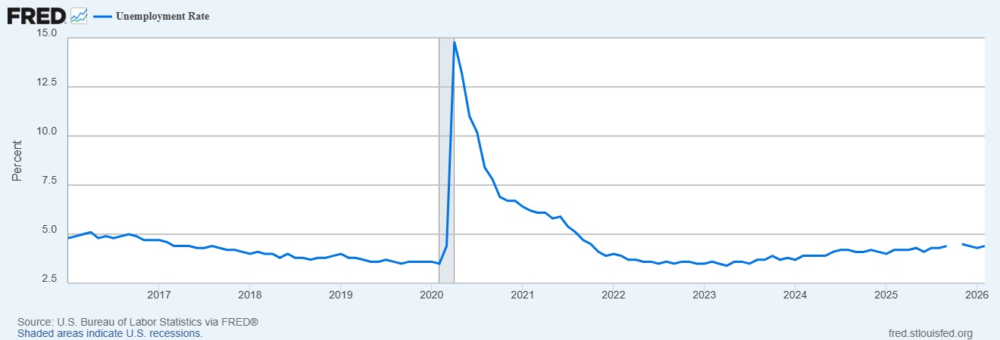 FRED Unemployment Rate
15.0
12.5
10.0
7.5
5.0
2.5
Percent
2017 2018 2019 2020 2021 2022 2023 2024 2025 2026
Source: U.S. Bureau of Labor Statistics via FRED®
Shaded areas indicate U.S. recessions.
fred.stlouisfed.org